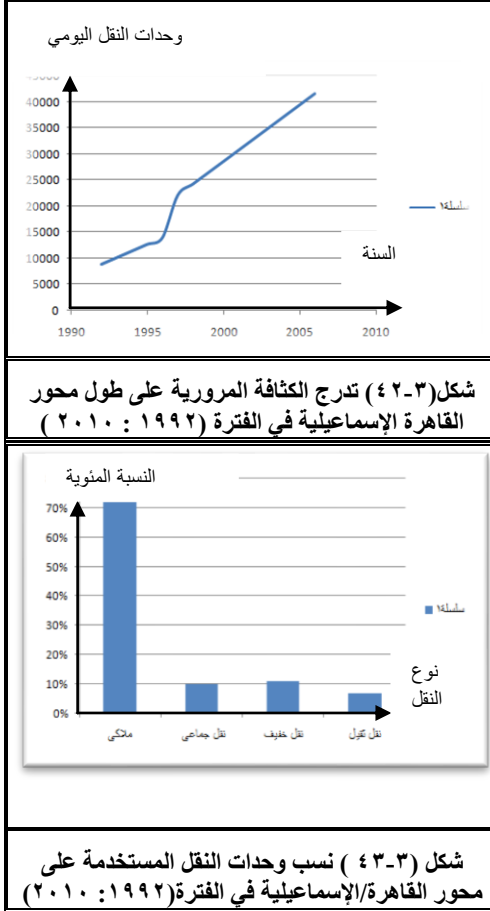 وحدات النقل اليومي
45000
40000
35000
30000
25000
20000
15000
10000
5000
0
سلسلة١
السنة
1990 1995 2000 2005 2010
شكل(٣-٤٢) تدرج الكثافة المرورية على طول محور
القاهرة الإسماعيلية في الفترة (١٩٩٢ : ٢٠١٠ )
النسبة المئوية
70%
60%
50%
40%
30%
20%
10%
0%
سلسلة١
نوع
النقل
ملاكي نقل جماعي نقل خفيف نقل ثقيل
شكل (٣-٤٣ ) نسب وحدات النقل المستخدمة على
محور القاهرة/الإسماعيلية في الفترة(١٩٩٢: ٢٠١٠)